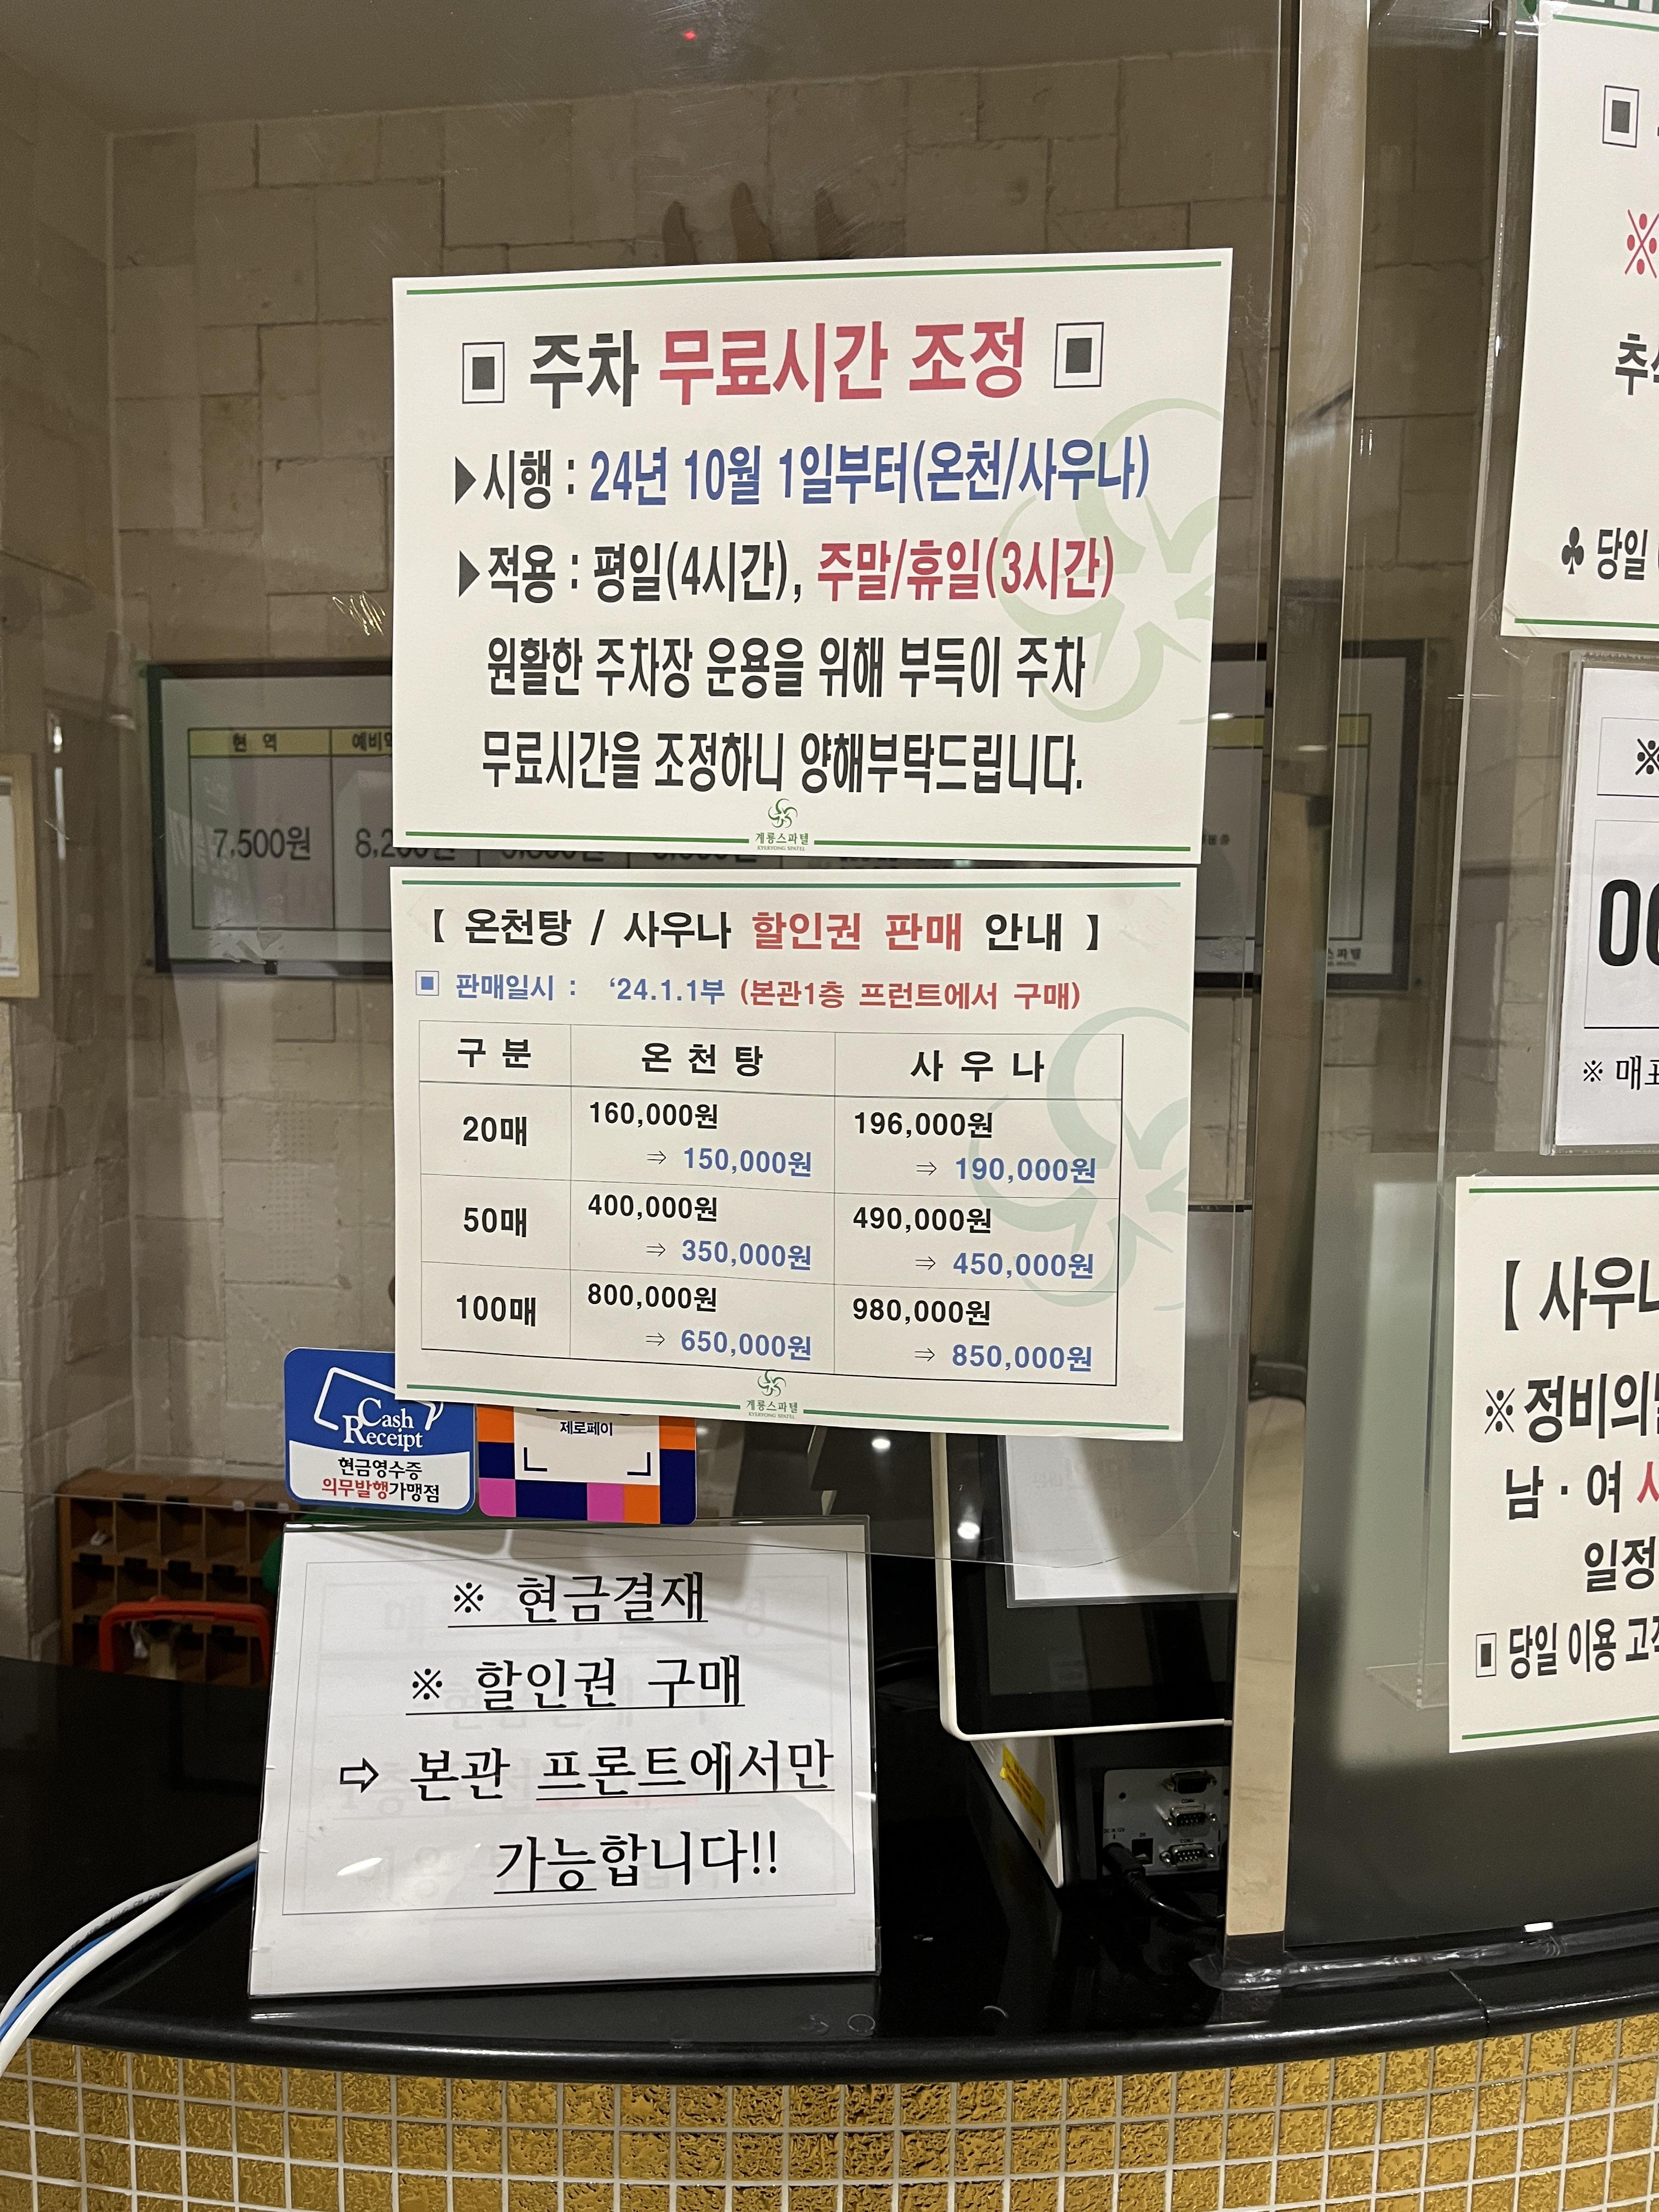 ▣ 주차 무료시간 조정 ▣
▶시행 : 24년 10월 1일부터(온천/사우나)
▶적용 : 평일(4시간), 주말/휴일(3시간)
원활한 주차장 운용을 위해 부득이 주차
무료시간을 조정하니 양해부탁드립니다.
계룡스파텔
KYERYONG SPATEL
현 역
7,500원
【 온천탕 / 사우나 할인권 판매 안내 】
▣ 판매일시 : ‘24.1.1부 (본관1층 프런트에서 구매)
구 분 온 천 탕 사 우 나
20매 160,000원 ⇒ 150,000원 196,000원 ⇒ 190,000원
50매 400,000원 ⇒ 350,000원 490,000원 ⇒ 450,000원
100매 800,000원 ⇒ 650,000원 980,000원 ⇒ 850,000원
계룡스파텔
KYERYONG SPATEL
Cash
Receipt
현금영수증
의무발행가맹점
제로페이
※ 현금결재
※ 할인권 구매
⇨ 본관 프론트에서만
가능합니다!!
▣
※
♣ 당일
※
※
【 사우나
※정비의
남 · 여
일정
▣ 당일 이용